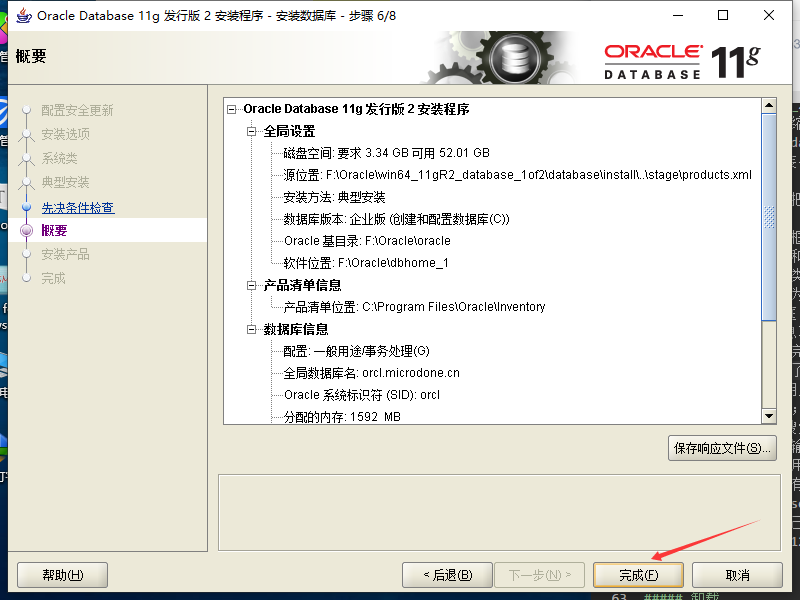 Oracle Database 11g 发行版 2 安装程序 - 安装数据库 - 步骤 6/8
概要
ORACLE
DATABASE 11g
配置安全更新
安装选项
系统类
典型安装
先决条件检查
概要
安装产品
完成
Oracle Database 11g 发行版 2 安装程序
全局设置
磁盘空间: 要求 3.34 GB 可用 52.01 GB
源位置: F:\Oracle\win64_11gR2_database_1of2\database\install\..\stage\products.xml
安装方法: 典型安装
数据库版本: 企业版 (创建和配置数据库(C))
Oracle 基目录: F:\Oracle\oracle
软件位置: F:\Oracle\dbhome_1
产品清单信息
产品清单位置: C:\Program Files\Oracle\Inventory
数据库信息
配置: 一般用途/事务处理(G)
全局数据库名: orcl.microdone.cn
Oracle 系统标识符 (SID): orcl
分配的内存: 1592 MB
保存响应文件(S)...
帮助(H)
< 后退(B)
下一步(N) >
完成(F)
取消
63 ##### 卸载